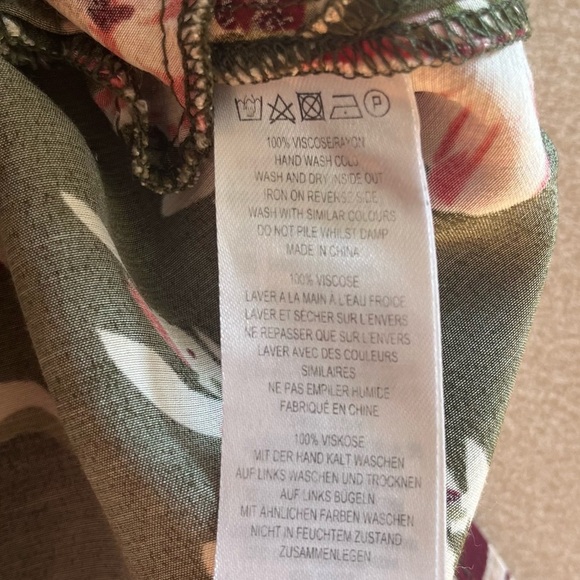 P
100% VISCOSE/RAYON
HAND WASH COLD
WASH AND DRY INSIDE OUT
IRON ON REVERSE SIDE
WASH WITH SIMILAR COLOURS
DO NOT PILE WHILST DAMP
MADE IN CHINA
100% VISCOSE
LAVER A LA MAIN À L'EAU FROICE
LAVER ET SÉCHER SUR L'ENVERS
NE REPASSER QUE SUR L'ENVERS
LAVER AVEC DES COULEURS
SIMILAIRES
NE PAS EMPILER HUMIDE
FABRIQUÉ EN CHINE
100% VISKOSE
MIT DER HAND KALT WASCHEN
AUF LINKS WASCHEN UND TROCKNEN
AUF LINKS BÜGELN
MIT ÄHNLICHEN FARBEN WASCHEN
NICHT IN FEUCHTEM ZUSTAND
ZUSAMMENLEGEN